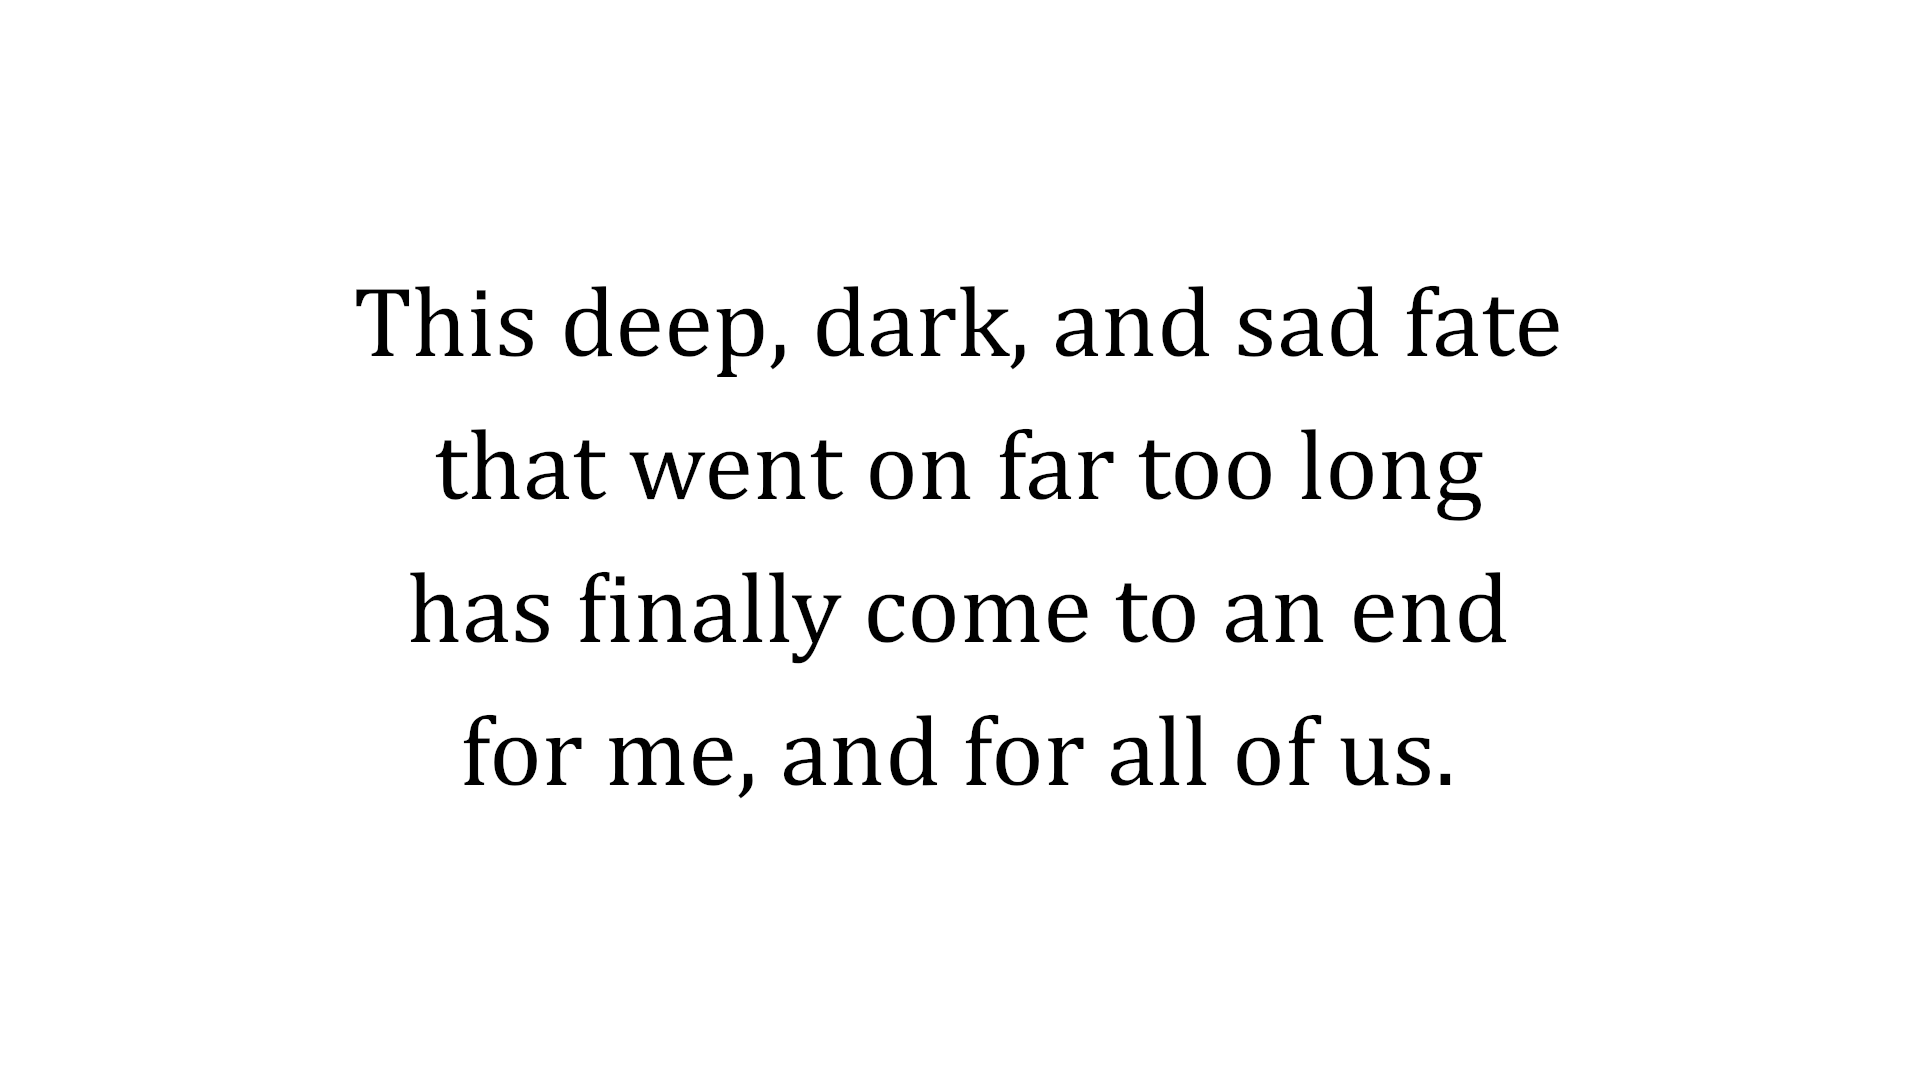 This deep, dark, and sad fate
that went on far too long
has finally come to an end
for me, and for all of us.